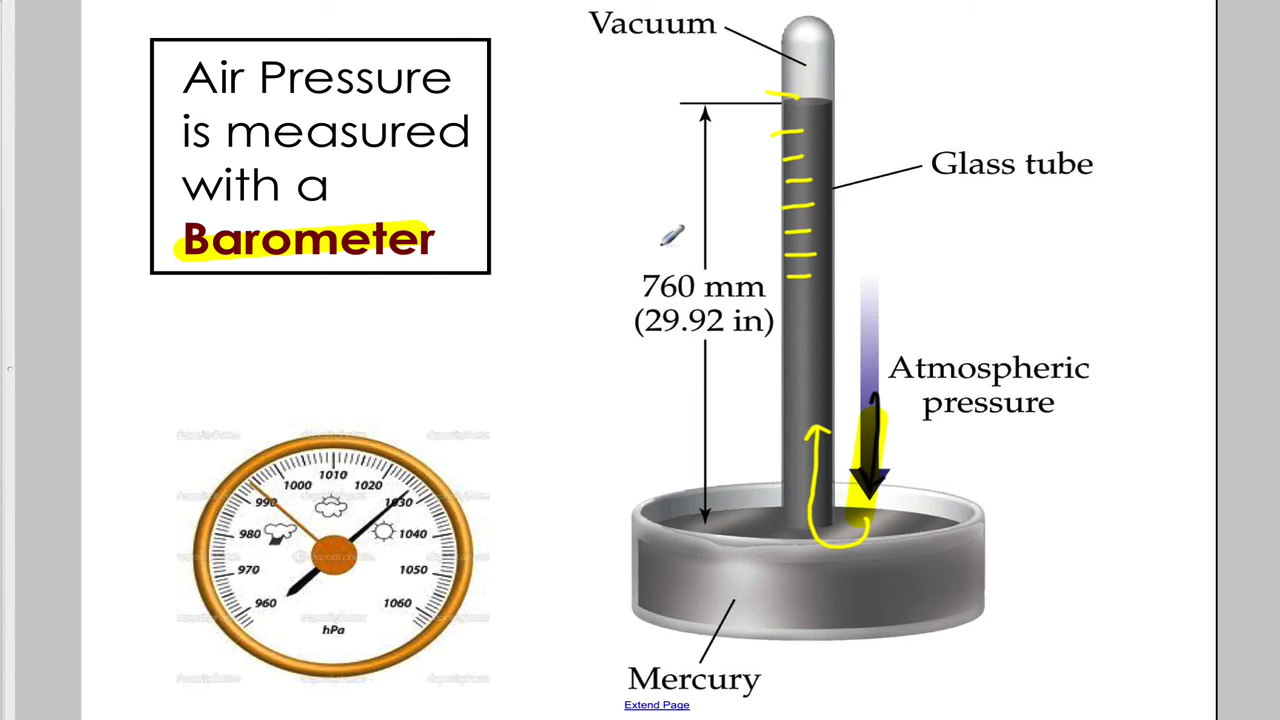 Air Pressure
is measured
with a
Barometer
Vacuum
Glass tube
760 mm
(29.92 in)
Atmospheric
pressure
Mercury
Extend Page
960
970
980
990
1000
1010
1020
1030
1040
1050
1060
hPa